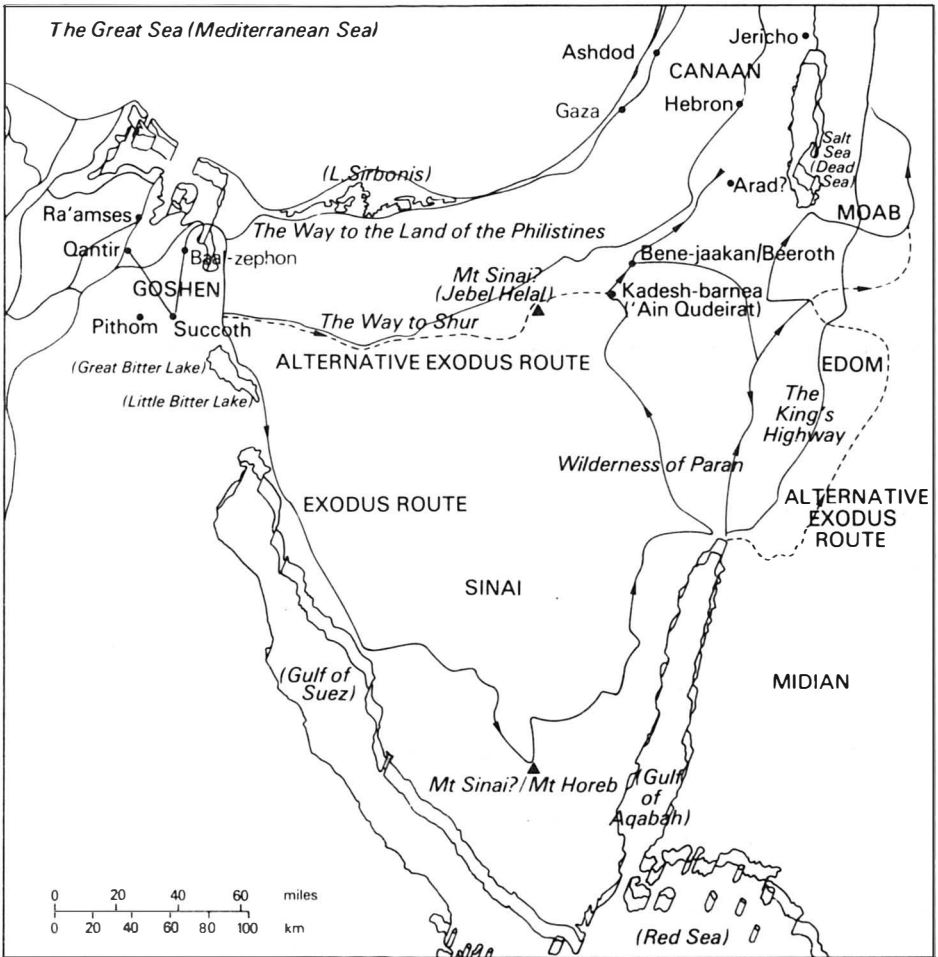 The Great Sea (Mediterranean Sea)
Jericho
Ashdod
CANAAN
Gaza
Hebron
Salt
Sea
(Dead
Sea)
(L. Sirbonis)
Arad?
Ra'amses
MOAB
The Way to the Land of the Philistines
Qantir
Baal-zephon
Bene-jaakan/Beeroth
Mt Sinai?
(Jebel Helal)
GOSHEN
Kadesh-barnea
('Ain Qudeirat)
Pithom
Succoth
The Way to Shur
ALTERNATIVE EXODUS ROUTE
(Great Bitter Lake)
EDOM
(Little Bitter Lake)
The
King's
Highway
Wilderness of Paran
EXODUS ROUTE
ALTERNATIVE
EXODUS
ROUTE
SINAI
(Gulf of
Suez)
MIDIAN
Mt Sinai?/Mt Horeb
(Gulf
of
Aqabah)
0 20 40 60 miles
0 20 40 60 80 100 km
(Red Sea)